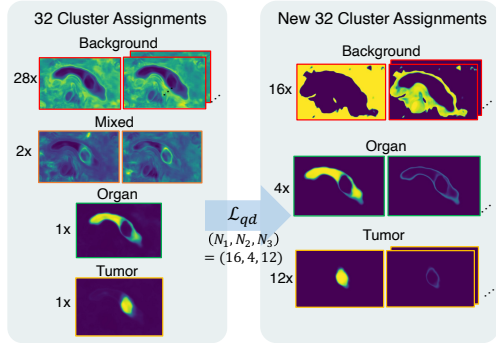 32 Cluster Assignments
Background
28x
...
Mixed
2x
Organ
1x
Tumor
1x
ℒqd
(N1, N2, N3)
= (16, 4, 12)
New 32 Cluster Assignments
Background
16x
...
Organ
4x
...
Tumor
12x
...